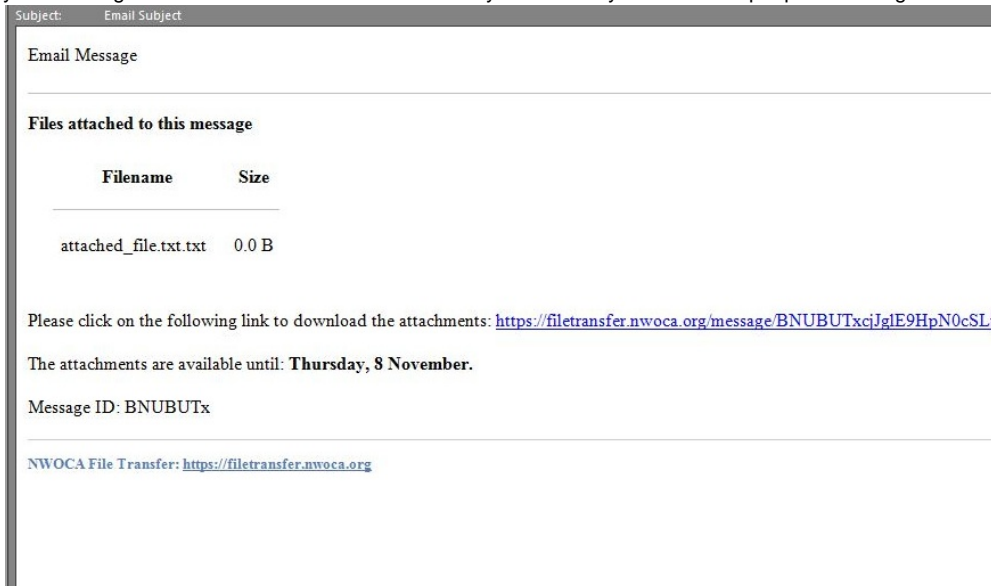 Subject: Email Subject
Email Message
Files attached to this message
Filename Size
attached_file.txt.txt 0.0 B
Please click on the following link to download the attachments: https://filetransfer.nwoca.org/message/BNUBUTxcjJglE9HpN0cSL
The attachments are available until: Thursday, 8 November.
Message ID: BNUBUTx
NWOCA File Transfer: https://filetransfer.nwoca.org